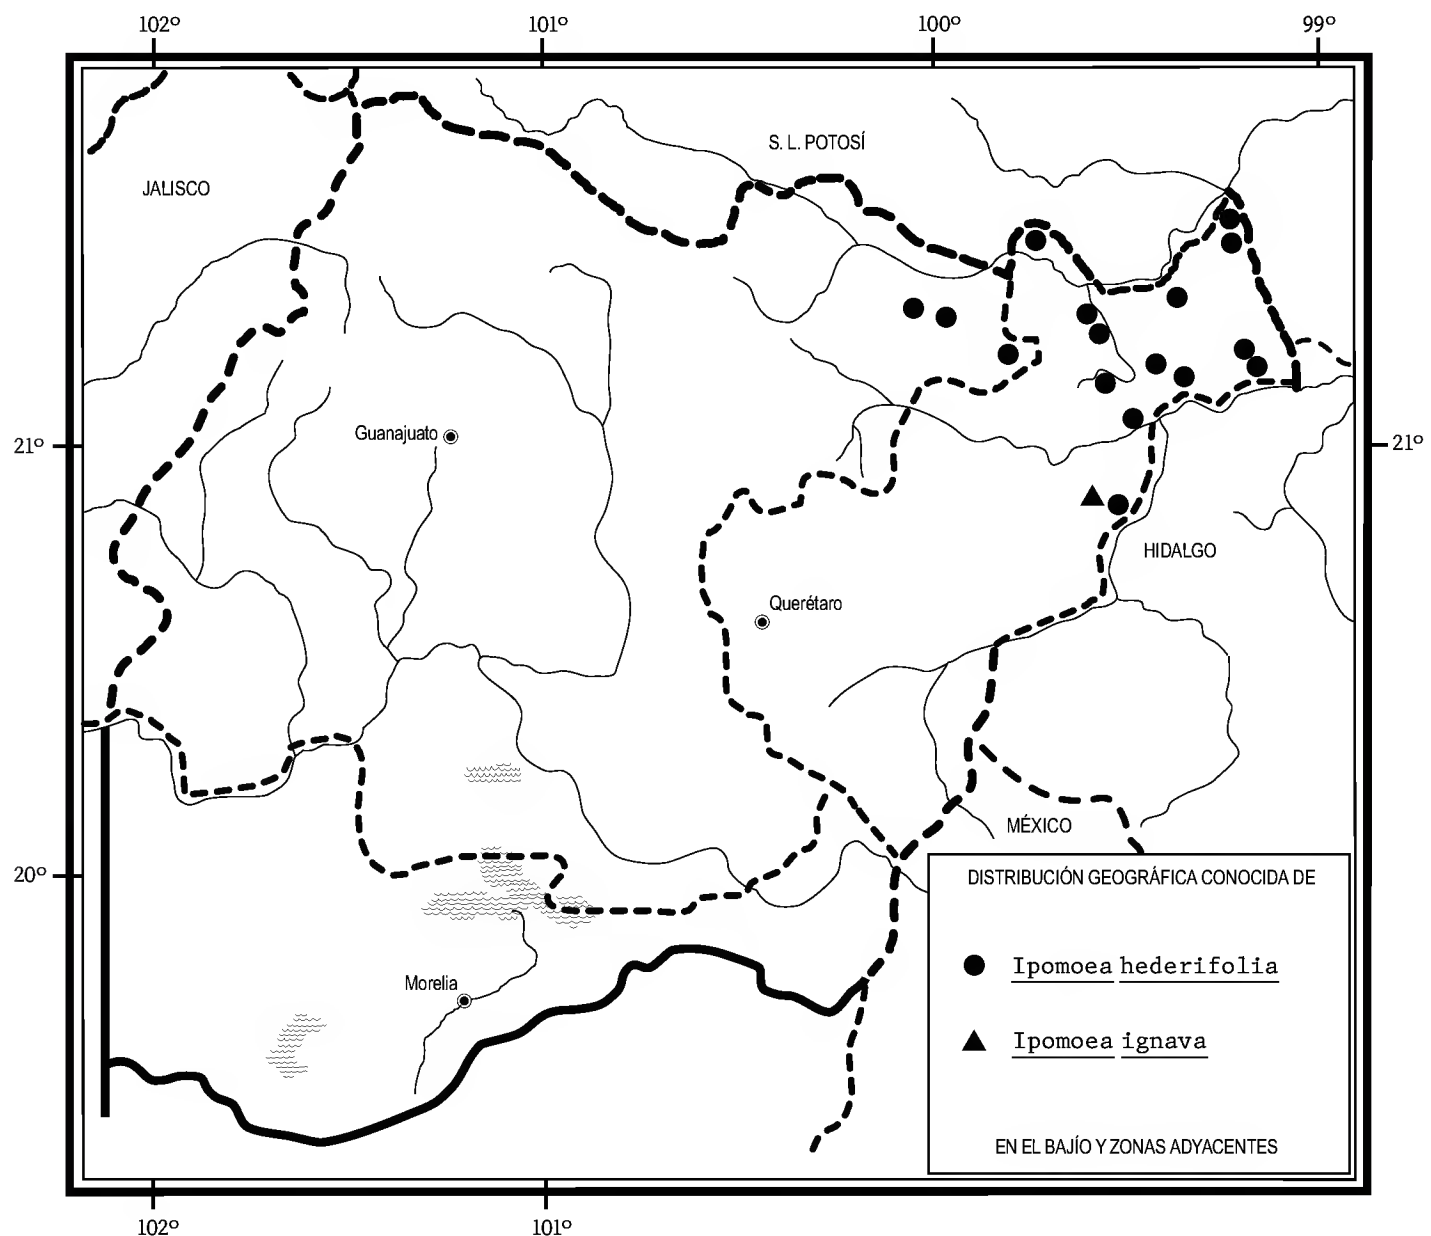 102º 101º 100º 99º
S. L. POTOSÍ
JALISCO
Guanajuato
21º 21º
HIDALGO
Querétaro
MÉXICO
20º
DISTRIBUCIÓN GEOGRÁFICA CONOCIDA DE
Ipomoea hederifolia
Morelia
Ipomoea ignava
EN EL BAJÍO Y ZONAS ADYACENTES
102º 101º